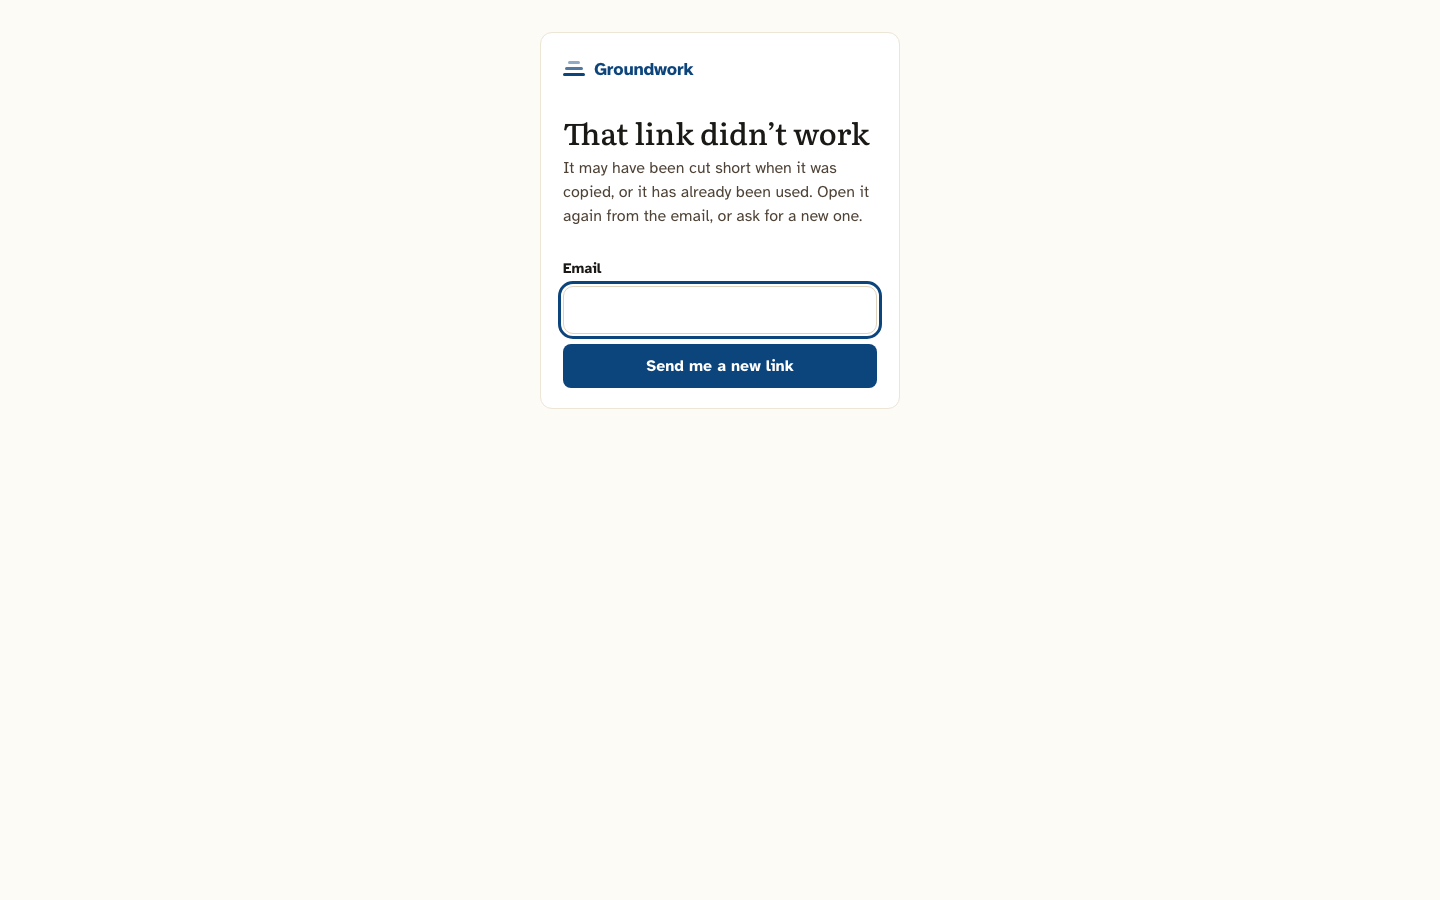 Groundwork
That link didn’t work
It may have been cut short when it was
copied, or it has already been used. Open it
again from the email, or ask for a new one.
Email
Send me a new link